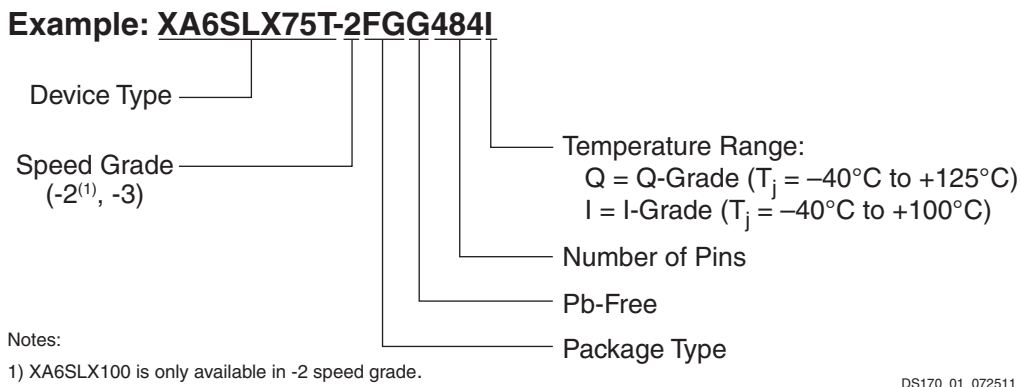 Example: XA6SLX75T-2FGG484I
Device Type
Speed Grade
(-2(1), -3)
Temperature Range:
Q = Q-Grade (Tj = –40°C to +125°C)
I = I-Grade (Tj = –40°C to +100°C)
Number of Pins
Pb-Free
Package Type
Notes:
1) XA6SLX100 is only available in -2 speed grade.
DS170_01_072511